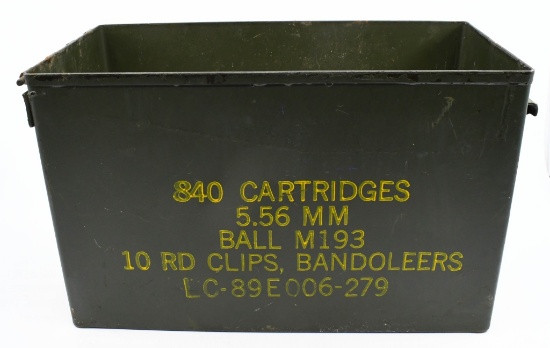 840 CARTRIDGES
5.56 MM
BALL M193
10 RD CLIPS, BANDOLEERS
LC-89E006-279